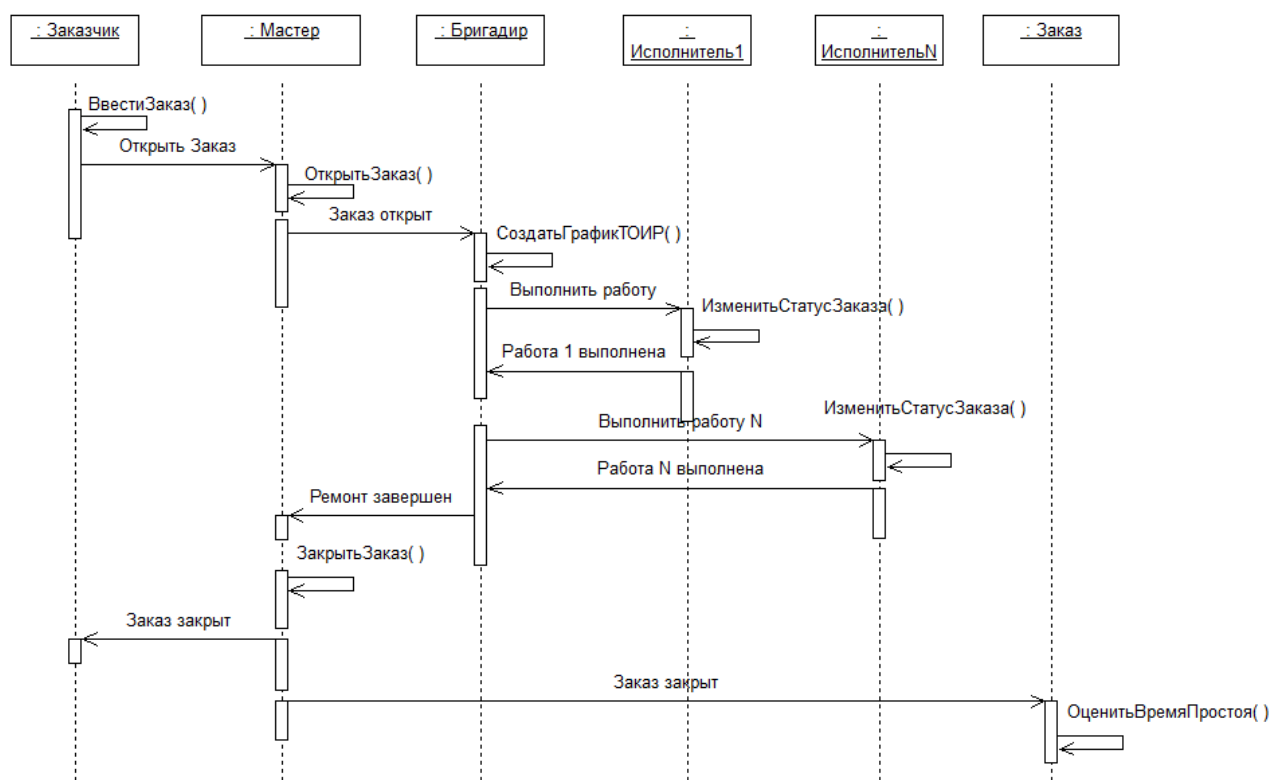 : Заказчик
: Мастер
: Бригадир
:
Исполнитель1
:
ИсполнительN
: Заказ
ВвестиЗаказ( )
Открыть Заказ
ОткрытьЗаказ( )
Заказ открыт
СоздатьГрафикТОИР( )
Выполнить работу
ИзменитьСтатусЗаказа( )
Работа 1 выполнена
ИзменитьСтатусЗаказа( )
Выполнить работу N
Работа N выполнена
Ремонт завершен
ЗакрытьЗаказ( )
Заказ закрыт
Заказ закрыт
ОценитьВремяПростоя( )